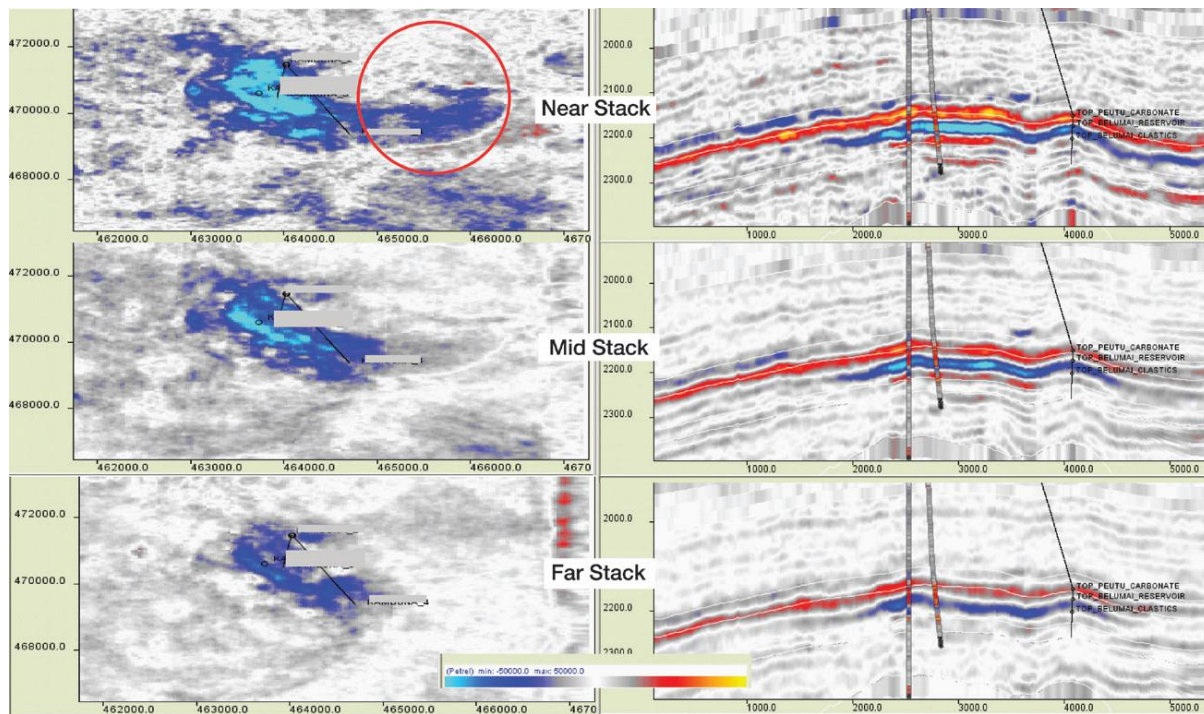 472000.0
470000.0
468000.0
462000.0 463000.0 464000.0 465000.0 466000.0 4670
Near Stack
2000.0
2100.0
2200.0
2300.0
TOP_PEUTU_CARBONATE
TOP_BELUMAI_RESERVOIR
TOP_BELUMAI_CLASTICS
1000.0 2000.0 3000.0 4000.0 5000.0
472000.0
470000.0
468000.0
462000.0 463000.0 464000.0 465000.0 466000.0 4670
Mid Stack
2000.0
2100.0
2200.0
2300.0
TOP_PEUTU_CARBONATE
TOP_BELUMAI_RESERVOIR
TOP_BELUMAI_CLASTICS
1000.0 2000.0 3000.0 4000.0 5000.0
472000.0
470000.0
468000.0
462000.0 463000.0 464000.0 465000.0 466000.0 4670
Far Stack
2000.0
2200.0
2300.0
TOP_PEUTU_CARBONATE
TOP_BELUMAI_RESERVOIR
TOP_BELUMAI_CLASTICS
1000.0 2000.0 3000.0 4000.0 5000.0
(Petrel) min: -50000.0 max: 50000.0